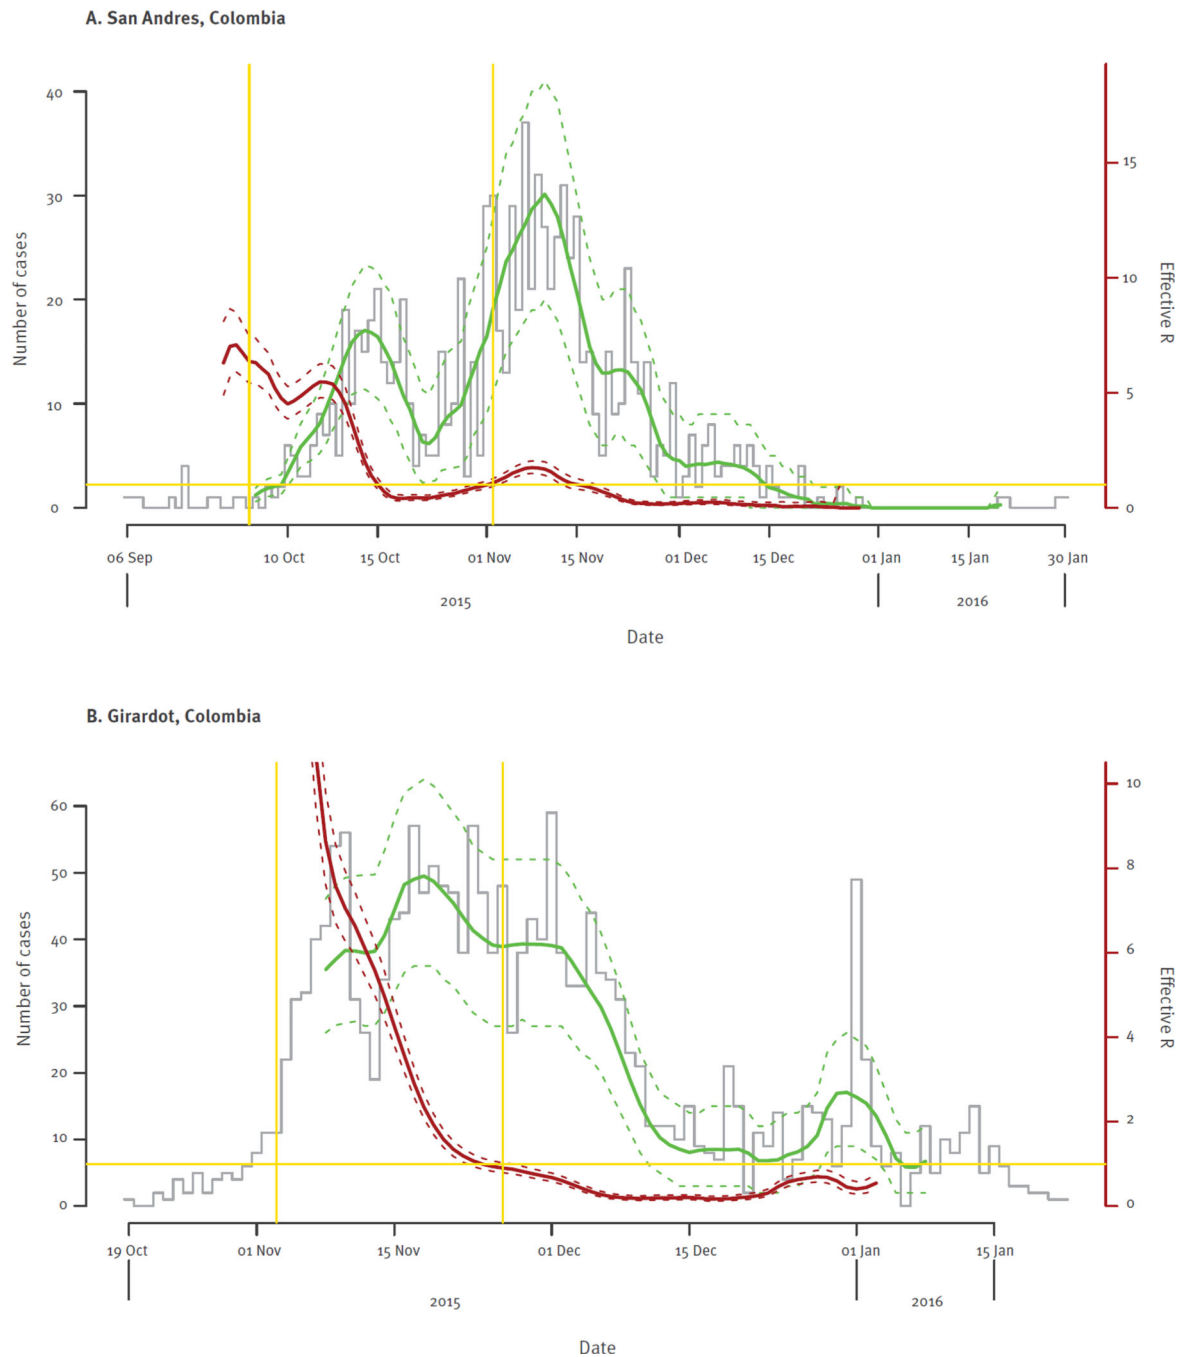 A. San Andres, Colombia
40
30
20
10
0
Number of cases
15
10
5
0
Effective R
06 Sep 10 Oct 15 Oct 01 Nov 15 Nov 01 Dec 15 Dec 01 Jan 15 Jan 30 Jan
2015 2016
Date
B. Girardot, Colombia
60
50
40
30
20
10
0
Number of cases
10
8
6
4
2
0
Effective R
19 Oct 01 Nov 15 Nov 01 Dec 15 Dec 01 Jan 15 Jan
2015 2016
Date